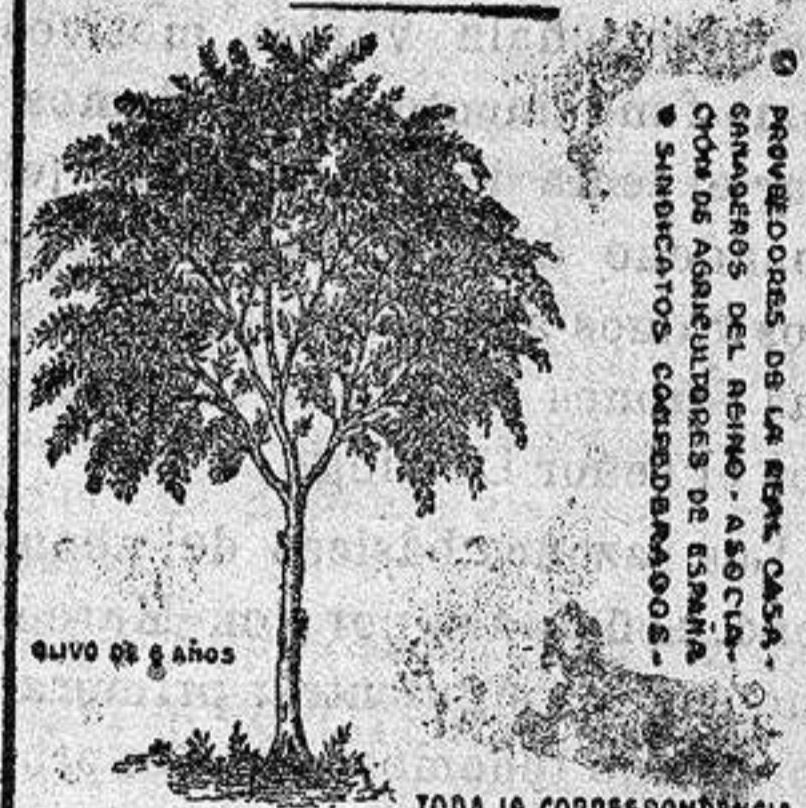 PROVEEDORES DE LA REAL CASA-
GANADEROS DEL REINO - ASOCIA-
CIÓN DE AGRICULTORES DE ESPAÑA
SINDICATOS CONFEDERADOS-
OLIVO DE 6 AÑOS
TODA LA